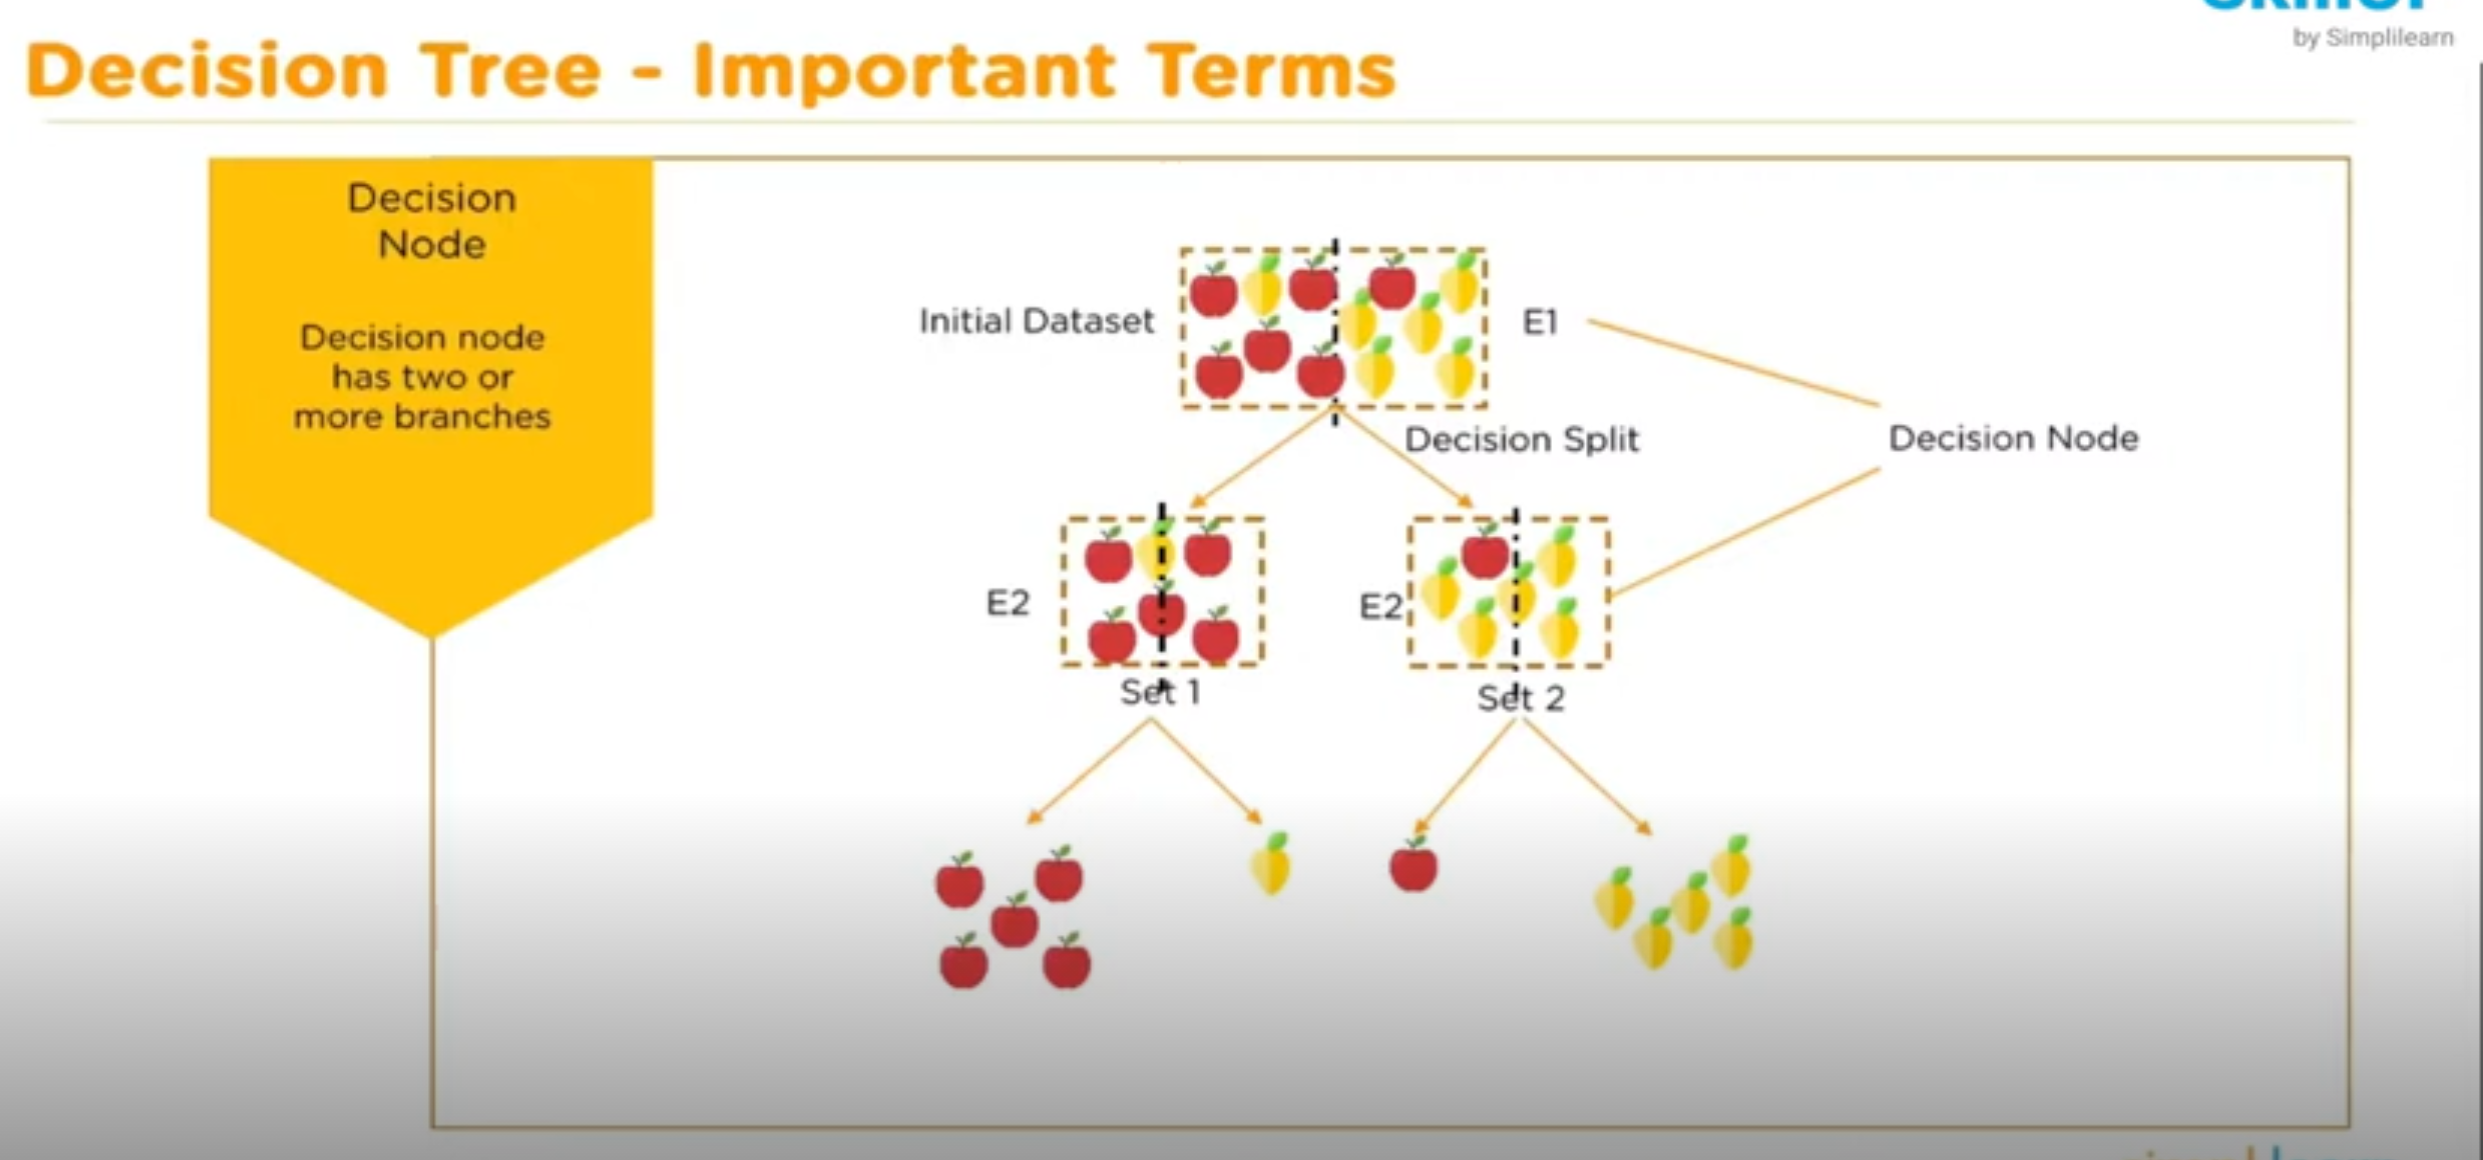 by Simplilearn
Decision Tree - Important Terms
Decision
Node
Decision node
has two or
more branches
Initial Dataset
E1
Decision Split
Decision Node
E2
E2
Set 1
Set 2